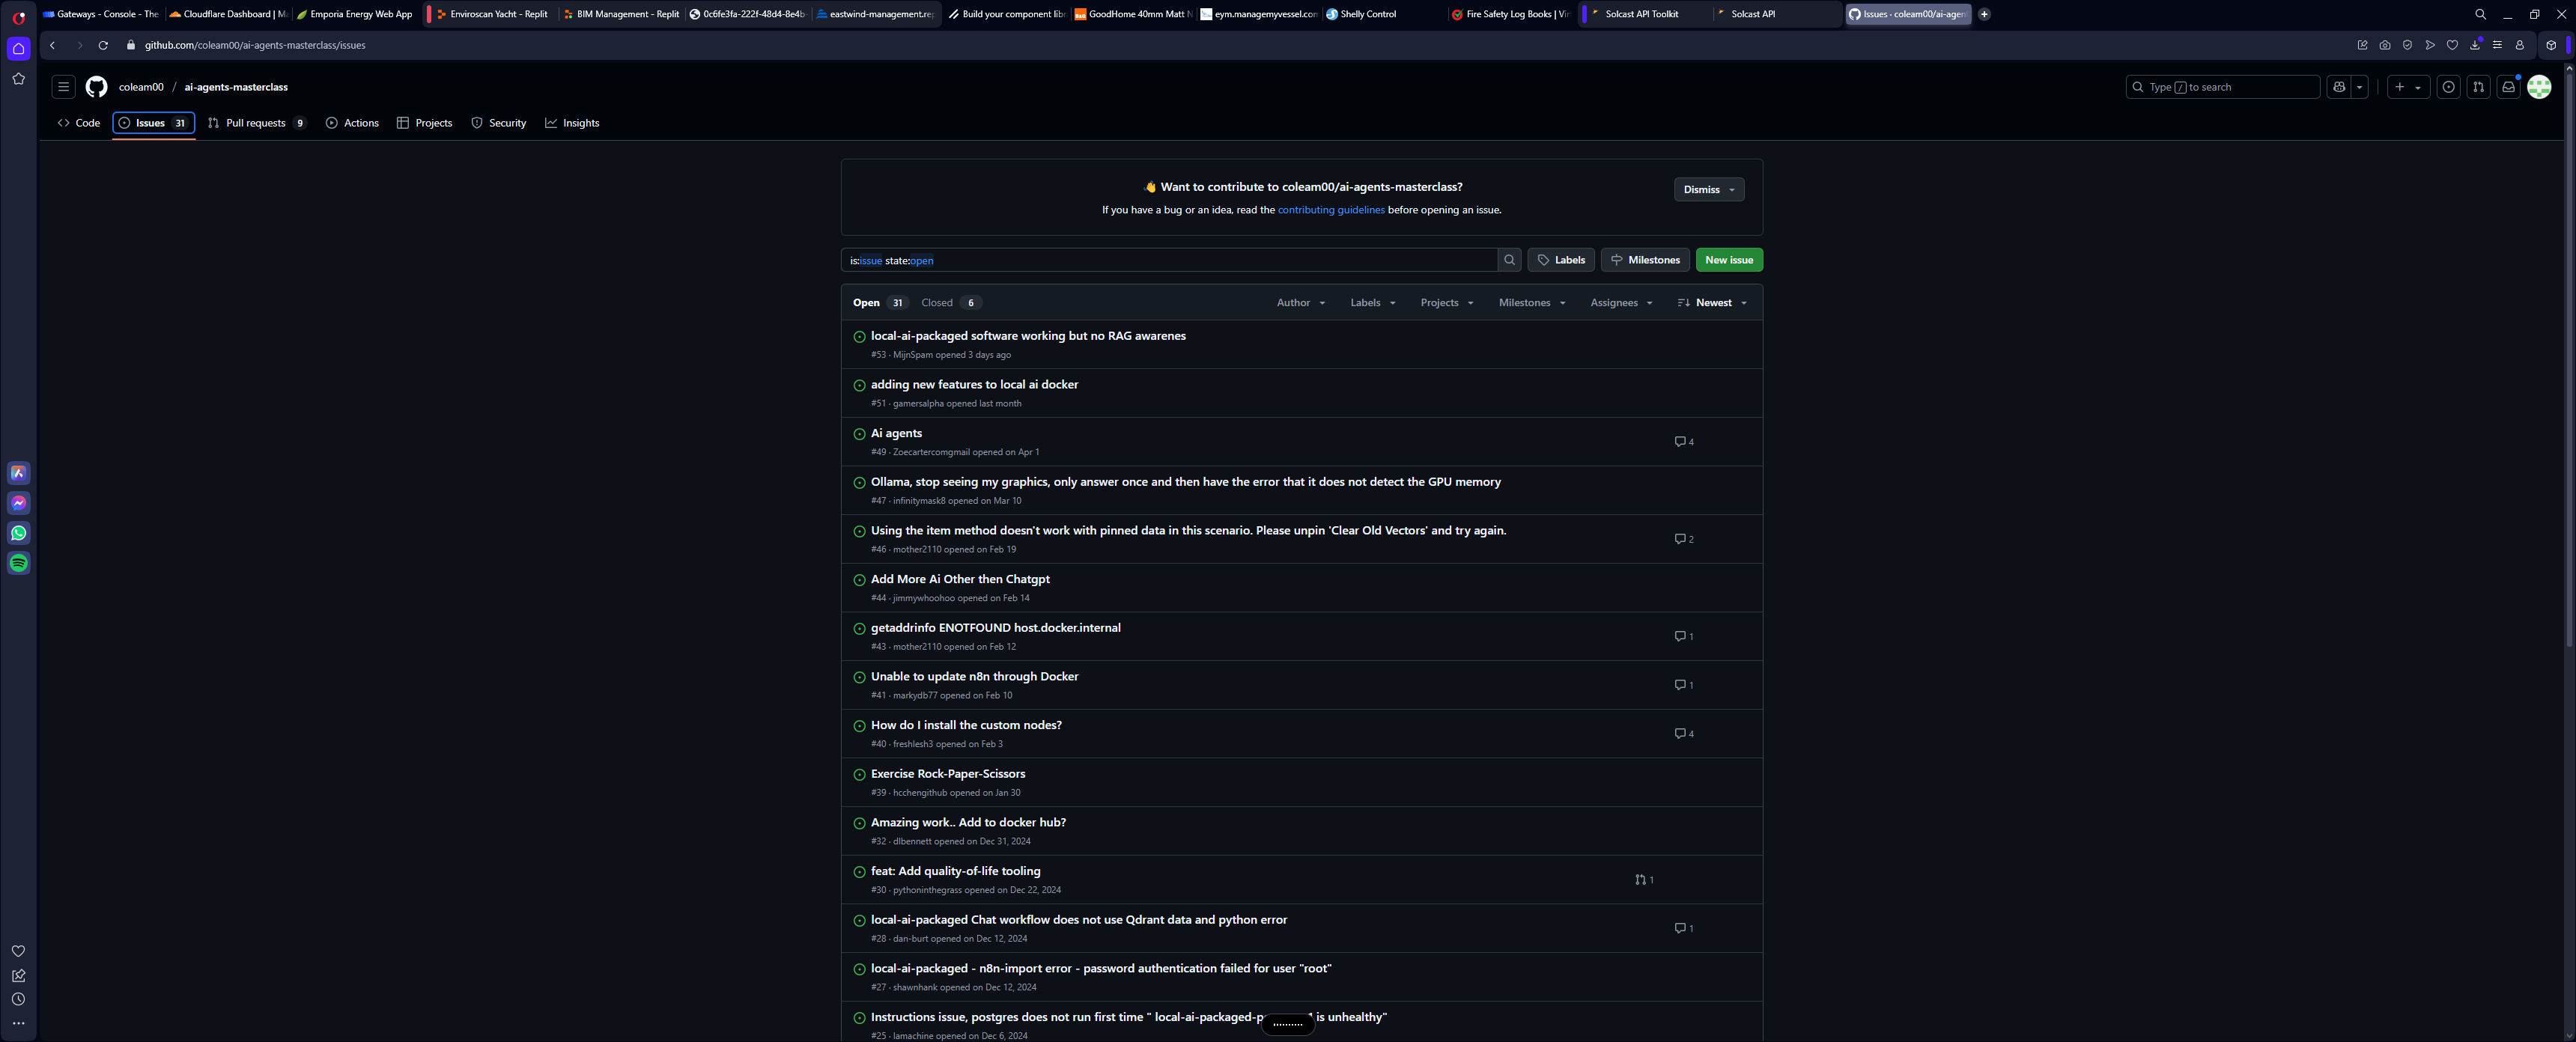 Gateways - Console - The
Cloudflare Dashboard | Ma
Emporia Energy Web App
Enviroscan Yacht - Replit
BIM Management - Replit
0c6fe3fa-222f-48d4-8e4b-
eastwind-management.rep
Build your component libr
GoodHome 40mm Matt N
eym.managemyvessel.con
Shelly Control
Fire Safety Log Books | Vir
Solcast API Toolkit
Solcast API
Issues · coleam00/ai-agen
github.com/coleam00/ai-agents-masterclass/issues
coleam00 / ai-agents-masterclass
Type / to search
Code
Issues 31
Pull requests 9
Actions
Projects
Security
Insights
👋 Want to contribute to coleam00/ai-agents-masterclass?
Dismiss
If you have a bug or an idea, read the contributing guidelines before opening an issue.
is:issue state:open
Labels
Milestones
New issue
Open 31
Closed 6
Author
Labels
Projects
Milestones
Assignees
Newest
local-ai-packaged software working but no RAG awarenes
#53 · MijnSpam opened 3 days ago
adding new features to local ai docker
#51 · gamersalpha opened last month
Ai agents
4
#49 · Zoecartercomgmail opened on Apr 1
Ollama, stop seeing my graphics, only answer once and then have the error that it does not detect the GPU memory
#47 · infinitymask8 opened on Mar 10
Using the item method doesn't work with pinned data in this scenario. Please unpin 'Clear Old Vectors' and try again.
2
#46 · mother2110 opened on Feb 19
Add More Ai Other then Chatgpt
#44 · jimmywhoohoo opened on Feb 14
getaddrinfo ENOTFOUND host.docker.internal
1
#43 · mother2110 opened on Feb 12
Unable to update n8n through Docker
1
#41 · markydb77 opened on Feb 10
How do I install the custom nodes?
4
#40 · freshlesh3 opened on Feb 3
Exercise Rock-Paper-Scissors
#39 · hcchengithub opened on Jan 30
Amazing work.. Add to docker hub?
#32 · dlbennett opened on Dec 31, 2024
feat: Add quality-of-life tooling
1
#30 · pythoninthegrass opened on Dec 22, 2024
local-ai-packaged Chat workflow does not use Qdrant data and python error
1
#28 · dan-burt opened on Dec 12, 2024
local-ai-packaged - n8n-import error - password authentication failed for user "root"
#27 · shawnhank opened on Dec 12, 2024
Instructions issue, postgres does not run first time " local-ai-packaged-p 1 is unhealthy"
#25 · lamachine opened on Dec 6, 2024